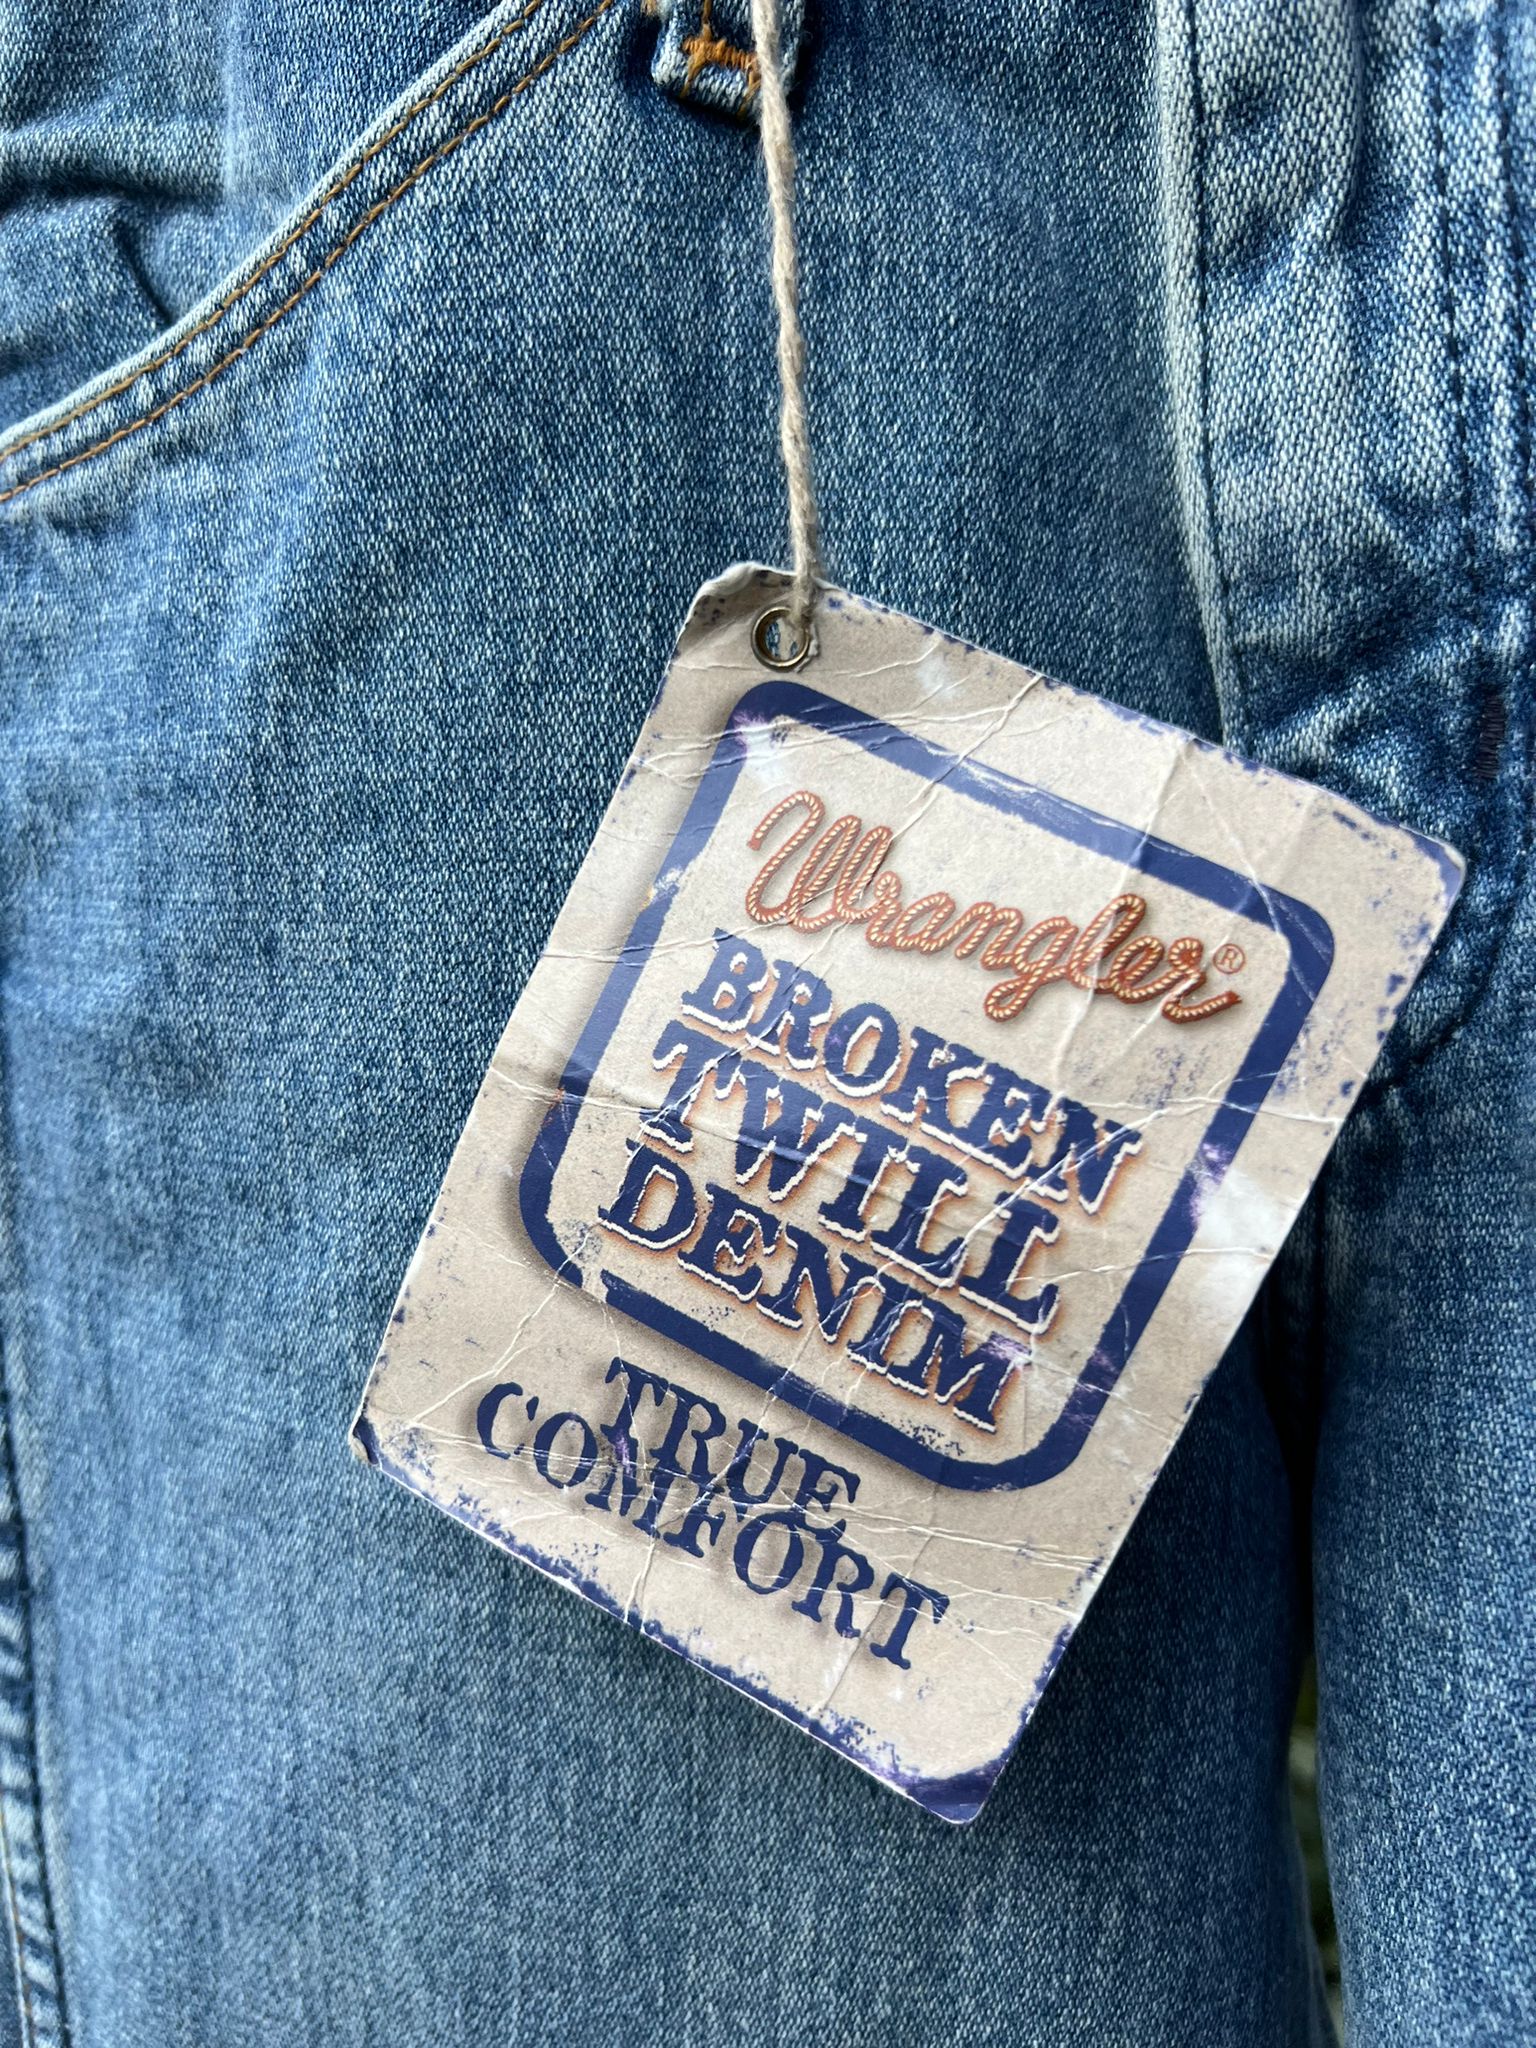 Wrangler®
BROKEN
TWILL
DENIM
TRUE
COMFORT